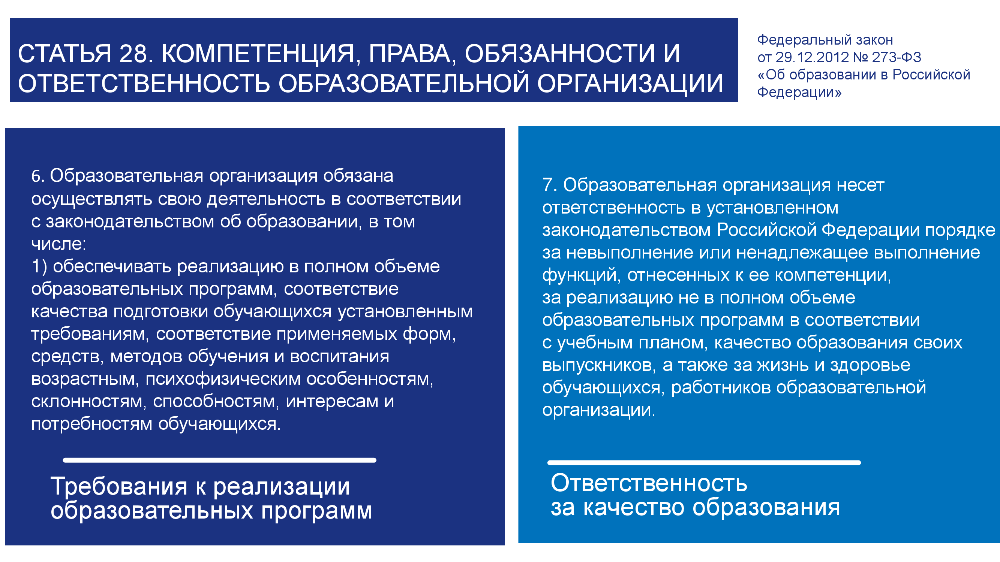 СТАТЬЯ 28. КОМПЕТЕНЦИЯ, ПРАВА, ОБЯЗАННОСТИ И
ОТВЕТСТВЕННОСТЬ ОБРАЗОВАТЕЛЬНОЙ ОРГАНИЗАЦИИ
Федеральный закон
от 29.12.2012 № 273-ФЗ
«Об образовании в Российской
Федерации»
6. Образовательная организация обязана
осуществлять свою деятельность в соответствии
с законодательством об образовании, в том
числе:
1) обеспечивать реализацию в полном объеме
образовательных программ, соответствие
качества подготовки обучающихся установленным
требованиям, соответствие применяемых форм,
средств, методов обучения и воспитания
возрастным, психофизическим особенностям,
склонностям, способностям, интересам и
потребностям обучающихся.
Требования к реализации
образовательных программ
7. Образовательная организация несет
ответственность в установленном
законодательством Российской Федерации порядке
за невыполнение или ненадлежащее выполнение
функций, отнесенных к ее компетенции,
за реализацию не в полном объеме
образовательных программ в соответствии
с учебным планом, качество образования своих
выпускников, а также за жизнь и здоровье
обучающихся, работников образовательной
организации.
Ответственность
за качество образования